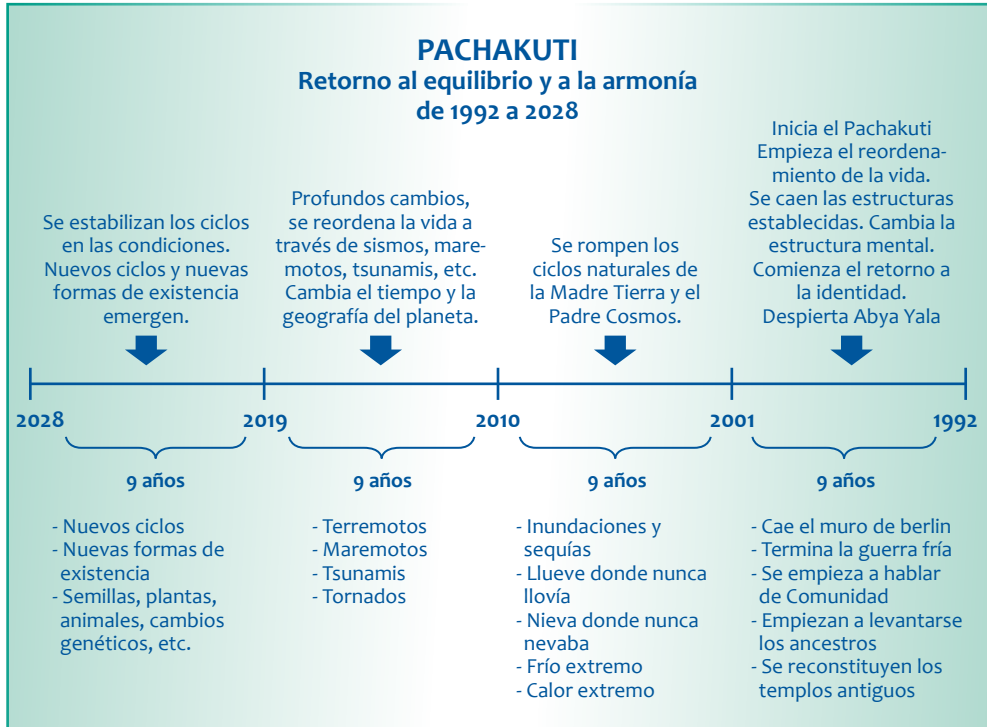 PACHAKUTI
Retorno al equilibrio y a la armonía
de 1992 a 2028
Se estabilizan los ciclos
en las condiciones.
Nuevos ciclos y nuevas
formas de existencia
emergen.
Profundos cambios,
se reordena la vida a
través de sismos, mare-
motos, tsunamis, etc.
Cambia el tiempo y la
geografía del planeta.
Se rompen los
ciclos naturales de
la Madre Tierra y el
Padre Cosmos.
Inicia el Pachakuti
Empieza el reordena-
miento de la vida.
Se caen las estructuras
establecidas. Cambia la
estructura mental.
Comienza el retorno a
la identidad.
Despierta Abya Yala
2028
2019
2010
2001
1992
9 años
9 años
9 años
9 años
- Nuevos ciclos
- Nuevas formas de
existencia
- Semillas, plantas,
animales, cambios
genéticos, etc.
- Terremotos
- Maremotos
- Tsunamis
- Tornados
- Inundaciones y
sequías
- Llueve donde nunca
llovía
- Nieva donde nunca
nevaba
- Frío extremo
- Calor extremo
- Cae el muro de berlin
- Termina la guerra fría
- Se empieza a hablar
de Comunidad
- Empiezan a levantarse
los ancestros
- Se reconstituyen los
templos antiguos